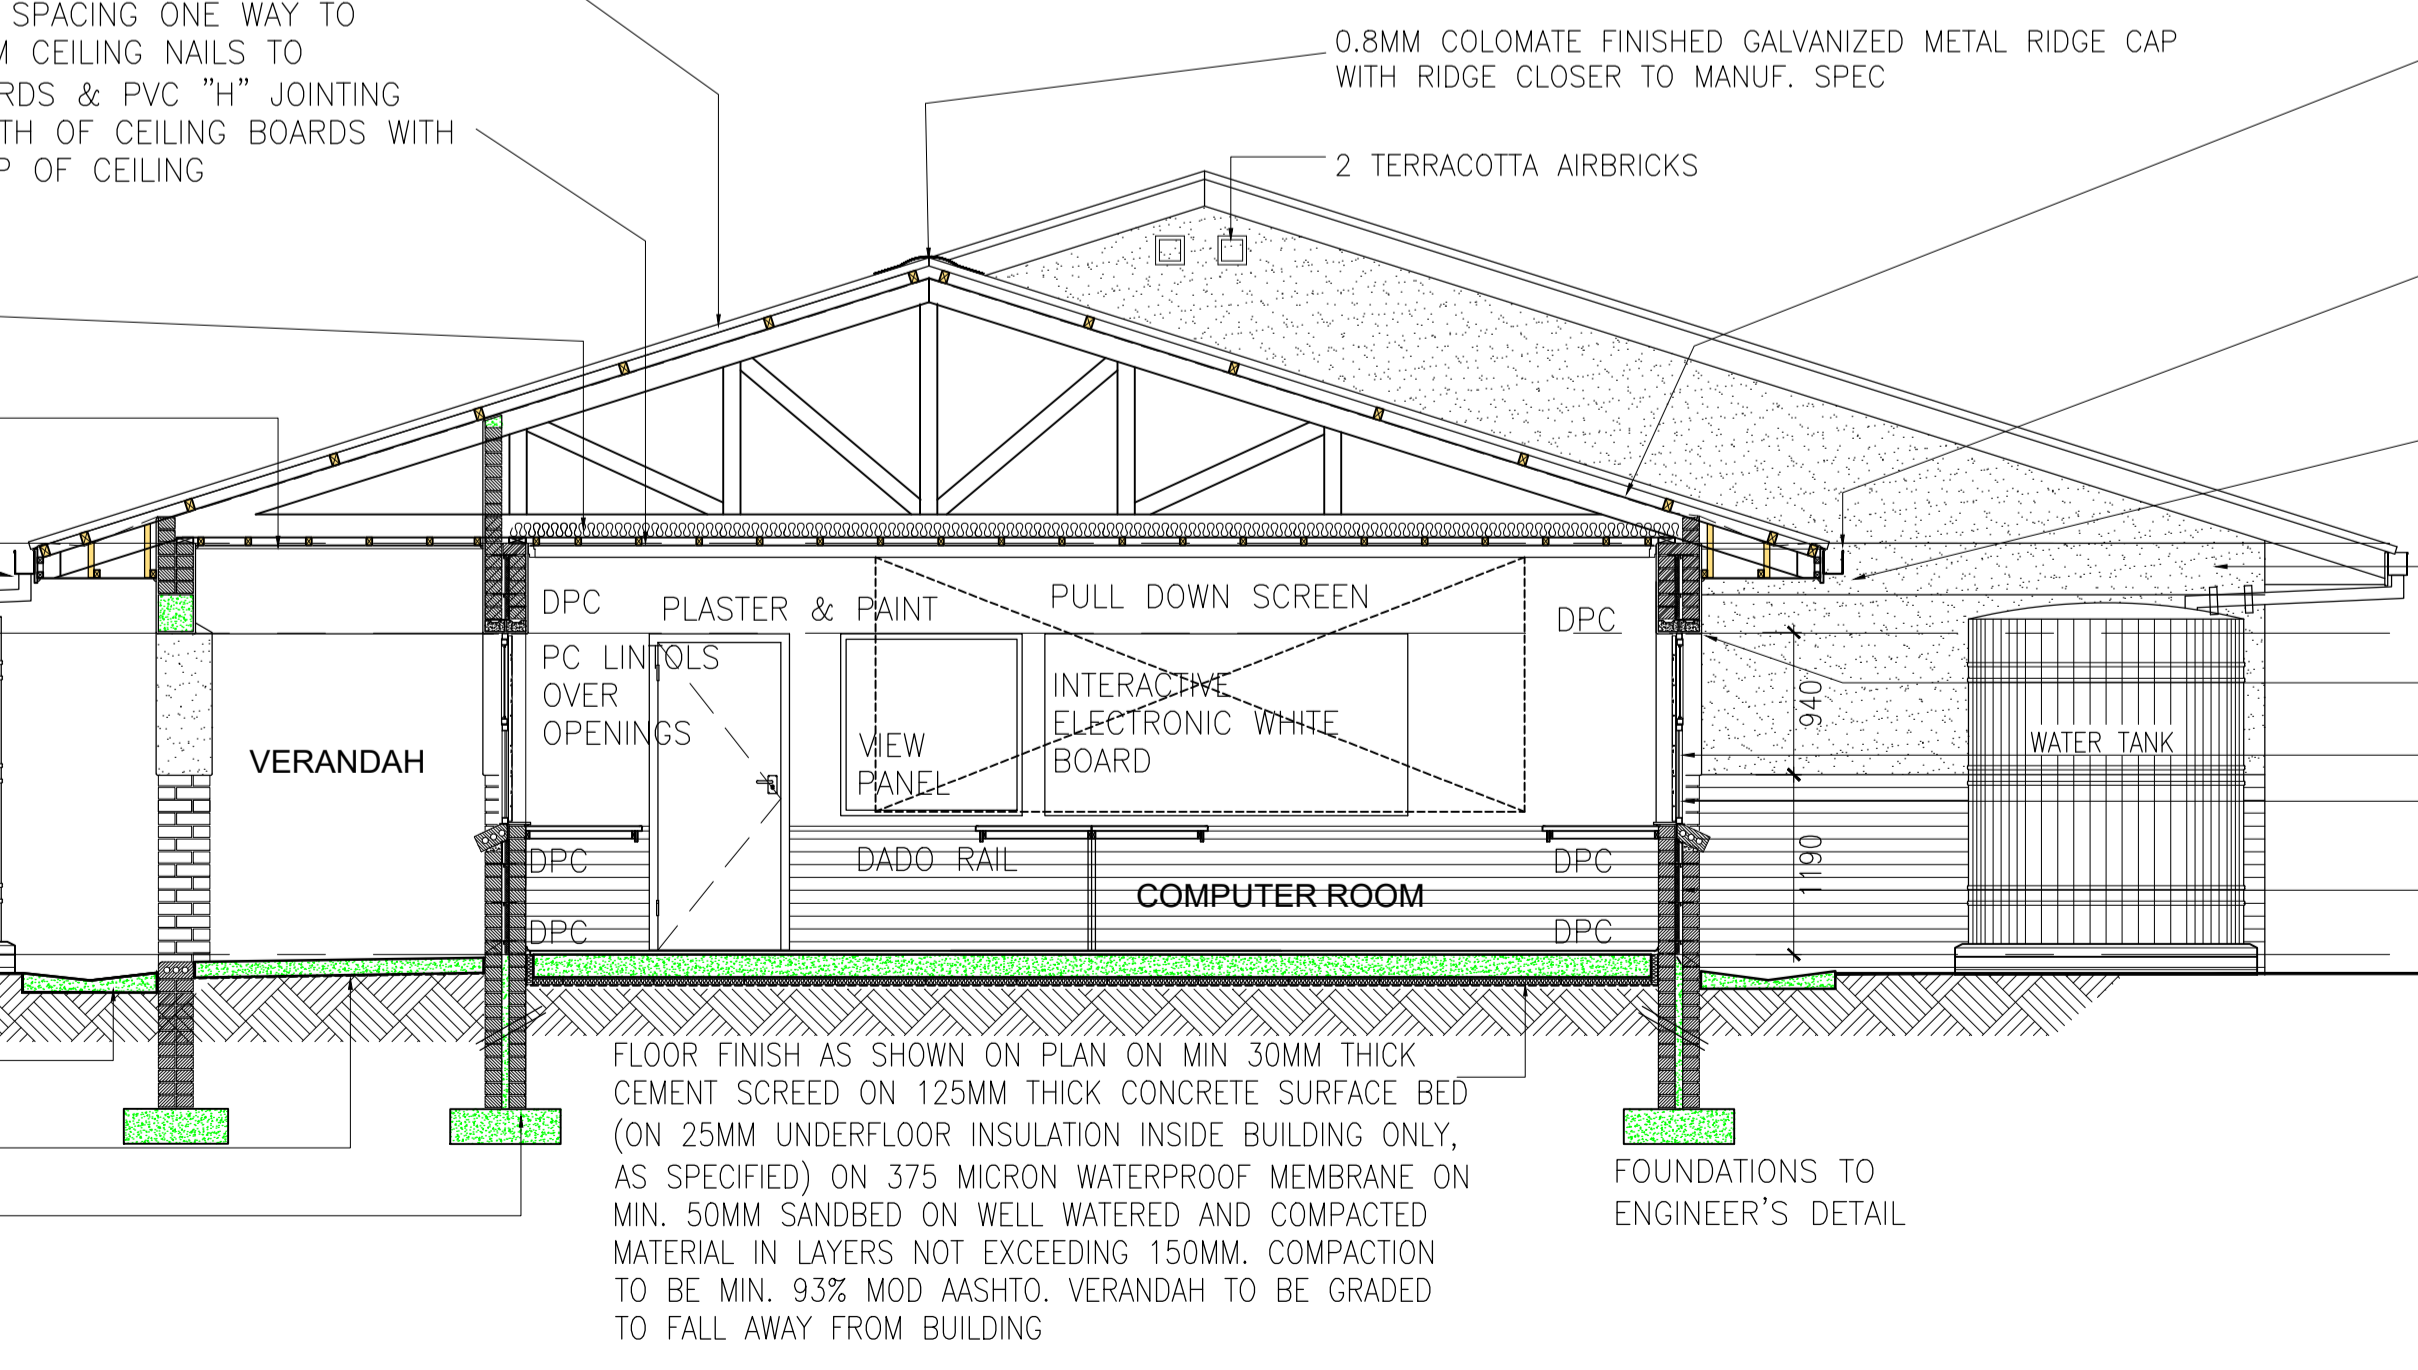 SPACING ONE WAY TO
M CEILING NAILS TO
RDS & PVC "H" JOINTING
TH OF CEILING BOARDS WITH
P OF CEILING
0.8MM COLOMATE FINISHED GALVANIZED METAL RIDGE CAP
WITH RIDGE CLOSER TO MANUF. SPEC
2 TERRACOTTA AIRBRICKS
DPC
PLASTER & PAINT
PULL DOWN SCREEN
DPC
PC LINTOLS
OVER
OPENINGS
INTERACTIVE
ELECTRONIC WHITE
BOARD
VIEW
PANEL
VERANDAH
940
WATER TANK
DPC
DADO RAIL
DPC
1190
COMPUTER ROOM
DPC
DPC
FLOOR FINISH AS SHOWN ON PLAN ON MIN 30MM THICK
CEMENT SCREED ON 125MM THICK CONCRETE SURFACE BED
(ON 25MM UNDERFLOOR INSULATION INSIDE BUILDING ONLY,
AS SPECIFIED) ON 375 MICRON WATERPROOF MEMBRANE ON
MIN. 50MM SANDBED ON WELL WATERED AND COMPACTED
MATERIAL IN LAYERS NOT EXCEEDING 150MM. COMPACTION
TO BE MIN. 93% MOD AASHTO. VERANDAH TO BE GRADED
TO FALL AWAY FROM BUILDING
FOUNDATIONS TO
ENGINEER'S DETAIL